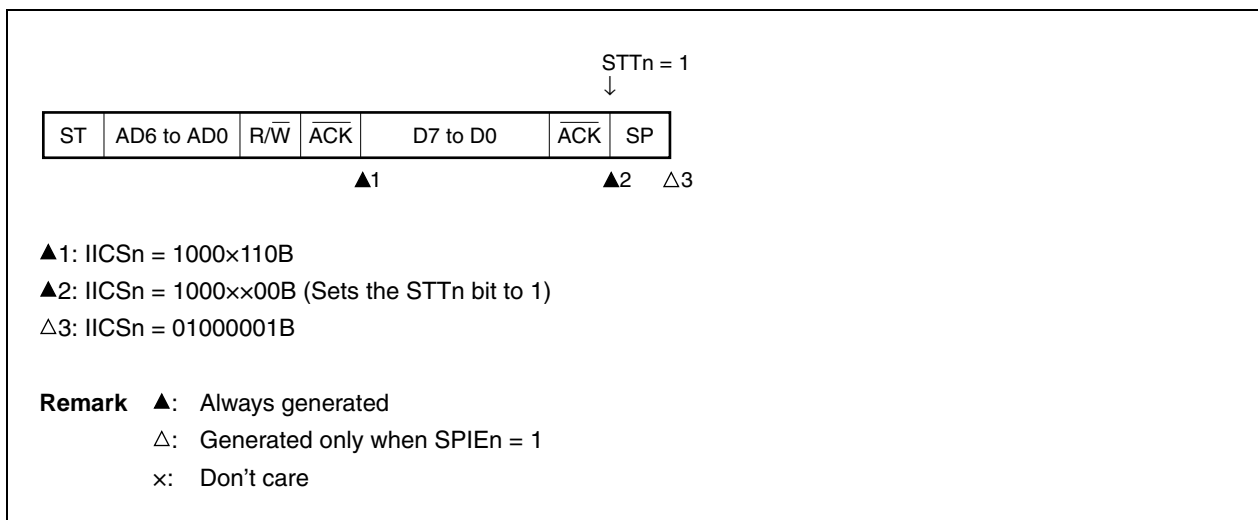 STTn = 1
↓
ST AD6 to AD0 R/W̅ A̅C̅K̅ D7 to D0 A̅C̅K̅ SP
▲1 ▲2 △3
▲1: IICSn = 1000×110B
▲2: IICSn = 1000××00B (Sets the STTn bit to 1)
△3: IICSn = 01000001B
Remark ▲: Always generated
△: Generated only when SPIEn = 1
×: Don't care